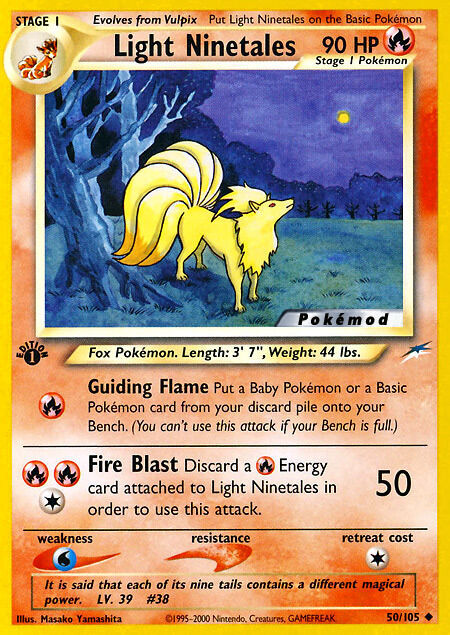 STAGE 1 Evolves from Vulpix Put Light Ninetales on the Basic Pokémon
Light Ninetales 90 HP
Stage 1 Pokémon
Pokémod
EDITION
1
Fox Pokémon. Length: 3' 7", Weight: 44 lbs.
Guiding Flame Put a Baby Pokémon or a Basic
Pokémon card from your discard pile onto your
Bench. (You can't use this attack if your Bench is full.)
Fire Blast Discard a Energy
card attached to Light Ninetales in
order to use this attack.
50
weakness resistance retreat cost
It is said that each of its nine tails contains a different magical
power. LV. 39 #38
Illus. Masako Yamashita ©1995-2000 Nintendo, Creatures, GAMEFREAK. 50/105